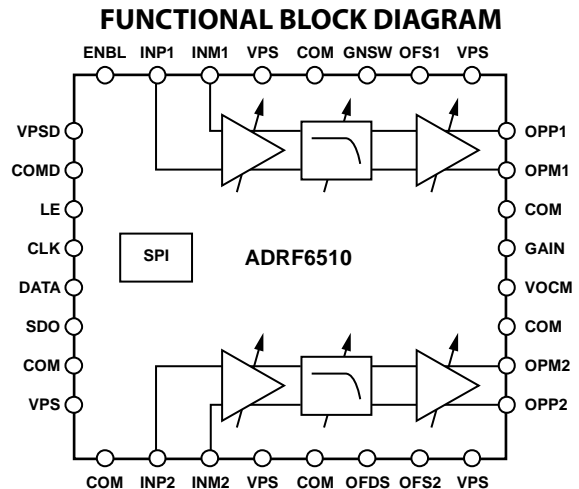 FUNCTIONAL BLOCK DIAGRAM
ENBL INP1 INM1 VPS COM GNSW OFS1 VPS
VPSD
OPP1
COMD
OPM1
LE
COM
CLK
SPI
ADRF6510
GAIN
DATA
VOCM
SDO
COM
COM
OPM2
VPS
OPP2
COM INP2 INM2 VPS COM OFDS OFS2 VPS